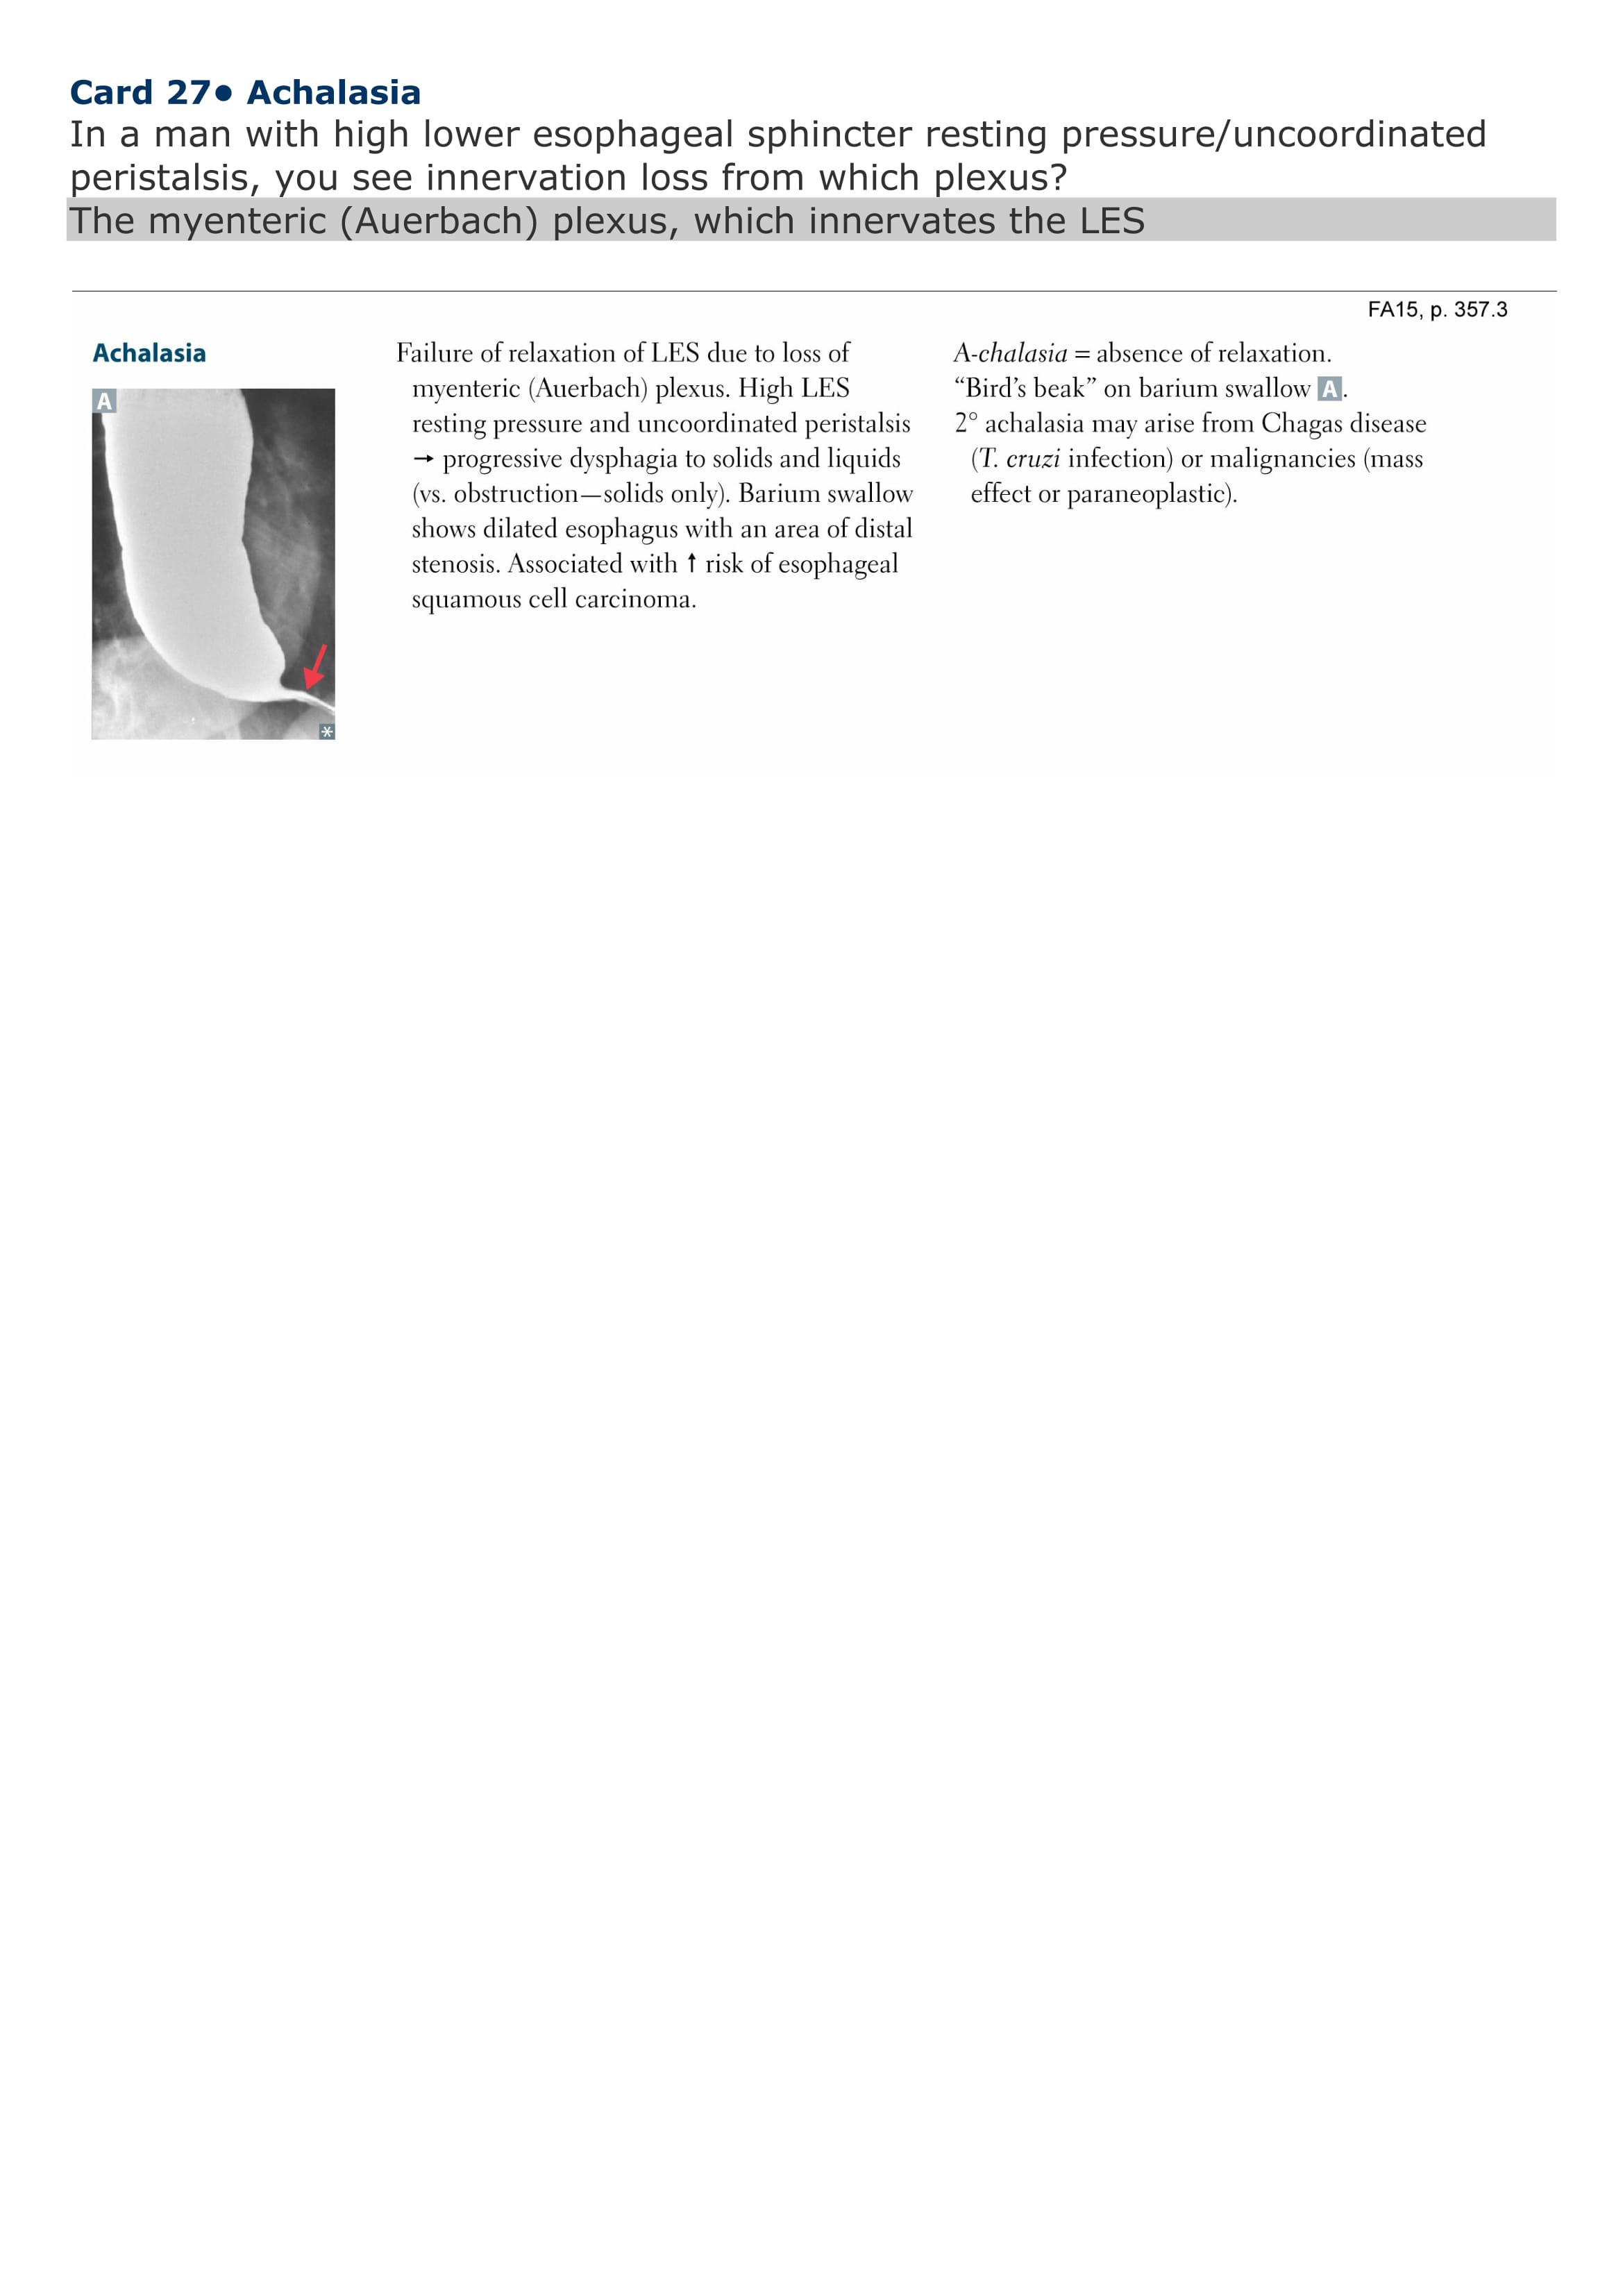 Card 27● Achalasia
In a man with high lower esophageal sphincter resting pressure/uncoordinated
peristalsis, you see innervation loss from which plexus?
The myenteric (Auerbach) plexus, which innervates the LES
FA15, p. 357.3
Achalasia
A
*
Failure of relaxation of LES due to loss of
myenteric (Auerbach) plexus. High LES
resting pressure and uncoordinated peristalsis
→ progressive dysphagia to solids and liquids
(vs. obstruction—solids only). Barium swallow
shows dilated esophagus with an area of distal
stenosis. Associated with ↑ risk of esophageal
squamous cell carcinoma.
A-chalasia = absence of relaxation.
“Bird’s beak” on barium swallow A.
2° achalasia may arise from Chagas disease
(T. cruzi infection) or malignancies (mass
effect or paraneoplastic).